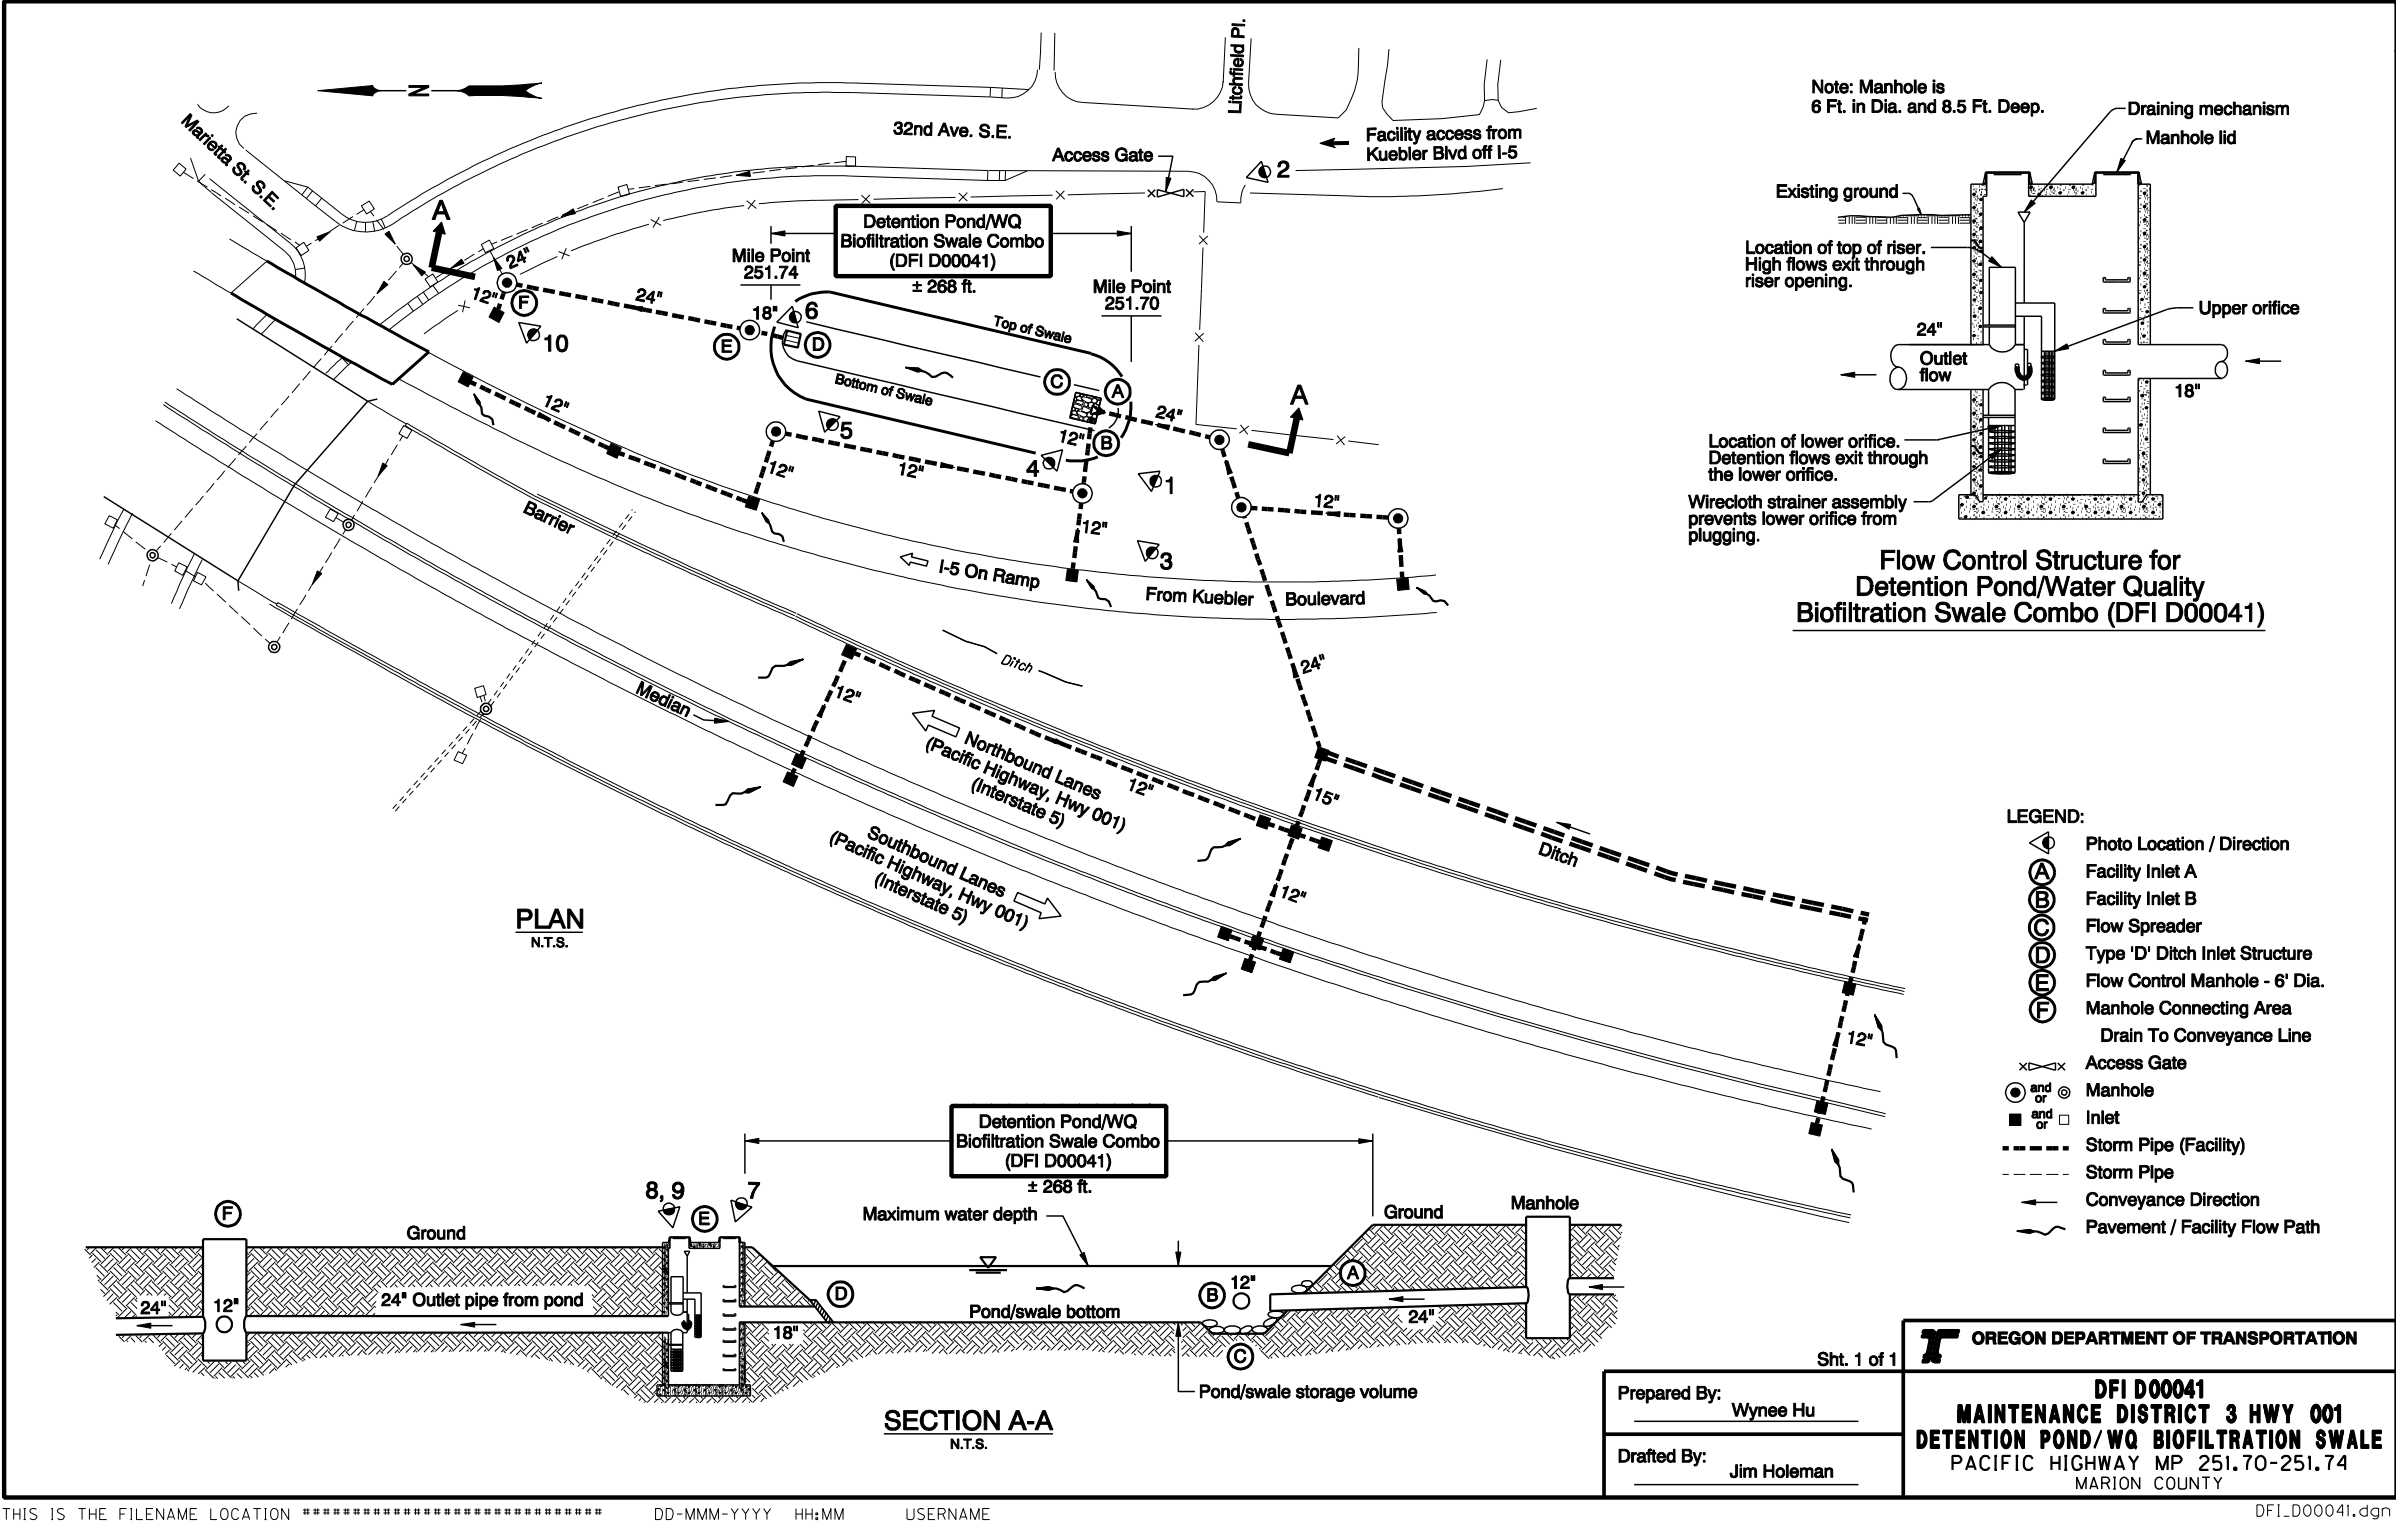 Litchfield Pl.
N
Marietta St. S.E.
32nd Ave. S.E.
Facility access from
Kuebler Blvd off I-5
Access Gate
2
A
Detention Pond/WQ
Biofiltration Swale Combo
(DFI D00041)
± 268 ft.
Mile Point
251.74
Mile Point
251.70
24"
12"
F
24"
18"
6
E
D
10
Top of Swale
Bottom of Swale
C
A
B
12"
24"
A
12"
5
4
12"
12"
1
12"
12"
3
Barrier
I-5 On Ramp
From Kuebler
Boulevard
Ditch
24"
12"
Median
Northbound Lanes
(Pacific Highway, Hwy 001)
(Interstate 5)
12"
15"
Ditch
Southbound Lanes
(Pacific Highway, Hwy 001)
(Interstate 5)
12"
12"
PLAN
N.T.S.
Note: Manhole is
6 Ft. in Dia. and 8.5 Ft. Deep.
Draining mechanism
Manhole lid
Existing ground
Location of top of riser.
High flows exit through
riser opening.
Upper orifice
24"
Outlet
flow
18"
Location of lower orifice.
Detention flows exit through
the lower orifice.
Wirecloth strainer assembly
prevents lower orifice from
plugging.
Flow Control Structure for
Detention Pond/Water Quality
Biofiltration Swale Combo (DFI D00041)
LEGEND:
Photo Location / Direction
A Facility Inlet A
B Facility Inlet B
C Flow Spreader
D Type 'D' Ditch Inlet Structure
E Flow Control Manhole - 6' Dia.
F Manhole Connecting Area
Drain To Conveyance Line
Access Gate
and or Manhole
and or Inlet
Storm Pipe (Facility)
Storm Pipe
Conveyance Direction
Pavement / Facility Flow Path
Detention Pond/WQ
Biofiltration Swale Combo
(DFI D00041)
± 268 ft.
8, 9
7
F
E
Ground
Maximum water depth
Ground
Manhole
24"
12"
24" Outlet pipe from pond
D
18"
Pond/swale bottom
B
12"
A
24"
C
Pond/swale storage volume
SECTION A-A
N.T.S.
Sht. 1 of 1
OREGON DEPARTMENT OF TRANSPORTATION
Prepared By:
Wynee Hu
Drafted By:
Jim Holeman
DFI D00041
MAINTENANCE DISTRICT 3 HWY 001
DETENTION POND/WQ BIOFILTRATION SWALE
PACIFIC HIGHWAY MP 251.70-251.74
MARION COUNTY
THIS IS THE FILENAME LOCATION ****************************** DD-MMM-YYYY HH:MM USERNAME
DFI_D00041.dgn